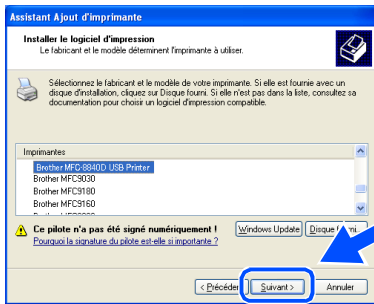 Assistant Ajout d'imprimante
Installer le logiciel d'impression
Le fabricant et le modèle déterminent l'imprimante à utiliser.
Sélectionnez le fabricant et le modèle de votre imprimante. Si elle est fournie avec un
disque d'installation, cliquez sur Disque fourni. Si elle n'est pas dans la liste, consultez sa
documentation pour choisir un logiciel d'impression compatible.
Imprimantes
Brother MFC-8840D USB Printer
Brother MFC9030
Brother MFC9180
Brother MFC9160
Ce pilote n'a pas été signé numériquement !
Windows Update
Disque
Pourquoi la signature du pilote est-elle si importante ?
< Précéden
Suivant >
Annuler